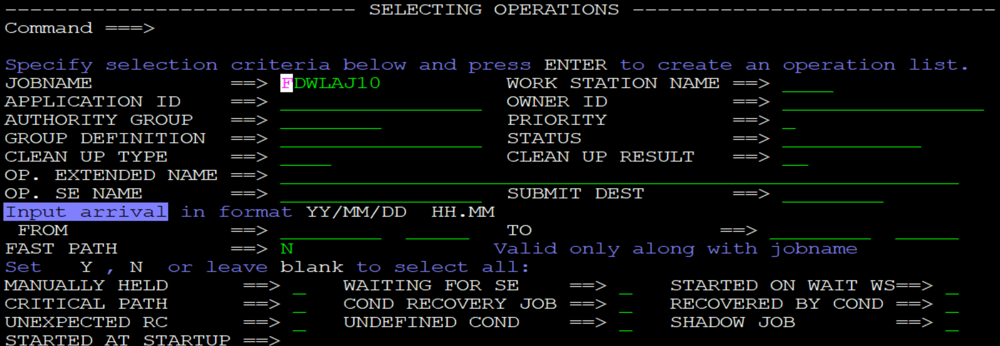 ---------------------------- SELECTING OPERATIONS -----------------------------
Command ===>
Specify selection criteria below and press ENTER to create an operation list.
JOBNAME ==> FDWLAJ10 WORK STATION NAME ==> ____
APPLICATION ID ==> ________________ OWNER ID ==> ________________
AUTHORITY GROUP ==> ________ PRIORITY ==> _
GROUP DEFINITION ==> ________________ STATUS ==> ___________
CLEAN UP TYPE ==> ____ CLEAN UP RESULT ==> __
OP. EXTENDED NAME ==> ______________________________________________________
OP. SE NAME ==> ________________ SUBMIT DEST ==> ________
Input arrival in format YY/MM/DD HH.MM
FROM ==> ________ _____ TO ==> ________ _____
FAST PATH ==> N Valid only along with jobname
Set Y , N or leave blank to select all:
MANUALLY HELD ==> _ WAITING FOR SE ==> _ STARTED ON WAIT WS==> _
CRITICAL PATH ==> _ COND RECOVERY JOB ==> _ RECOVERED BY COND ==> _
UNEXPECTED RC ==> _ UNDEFINED COND ==> _ SHADOW JOB ==> _
STARTED AT STARTUP ==>